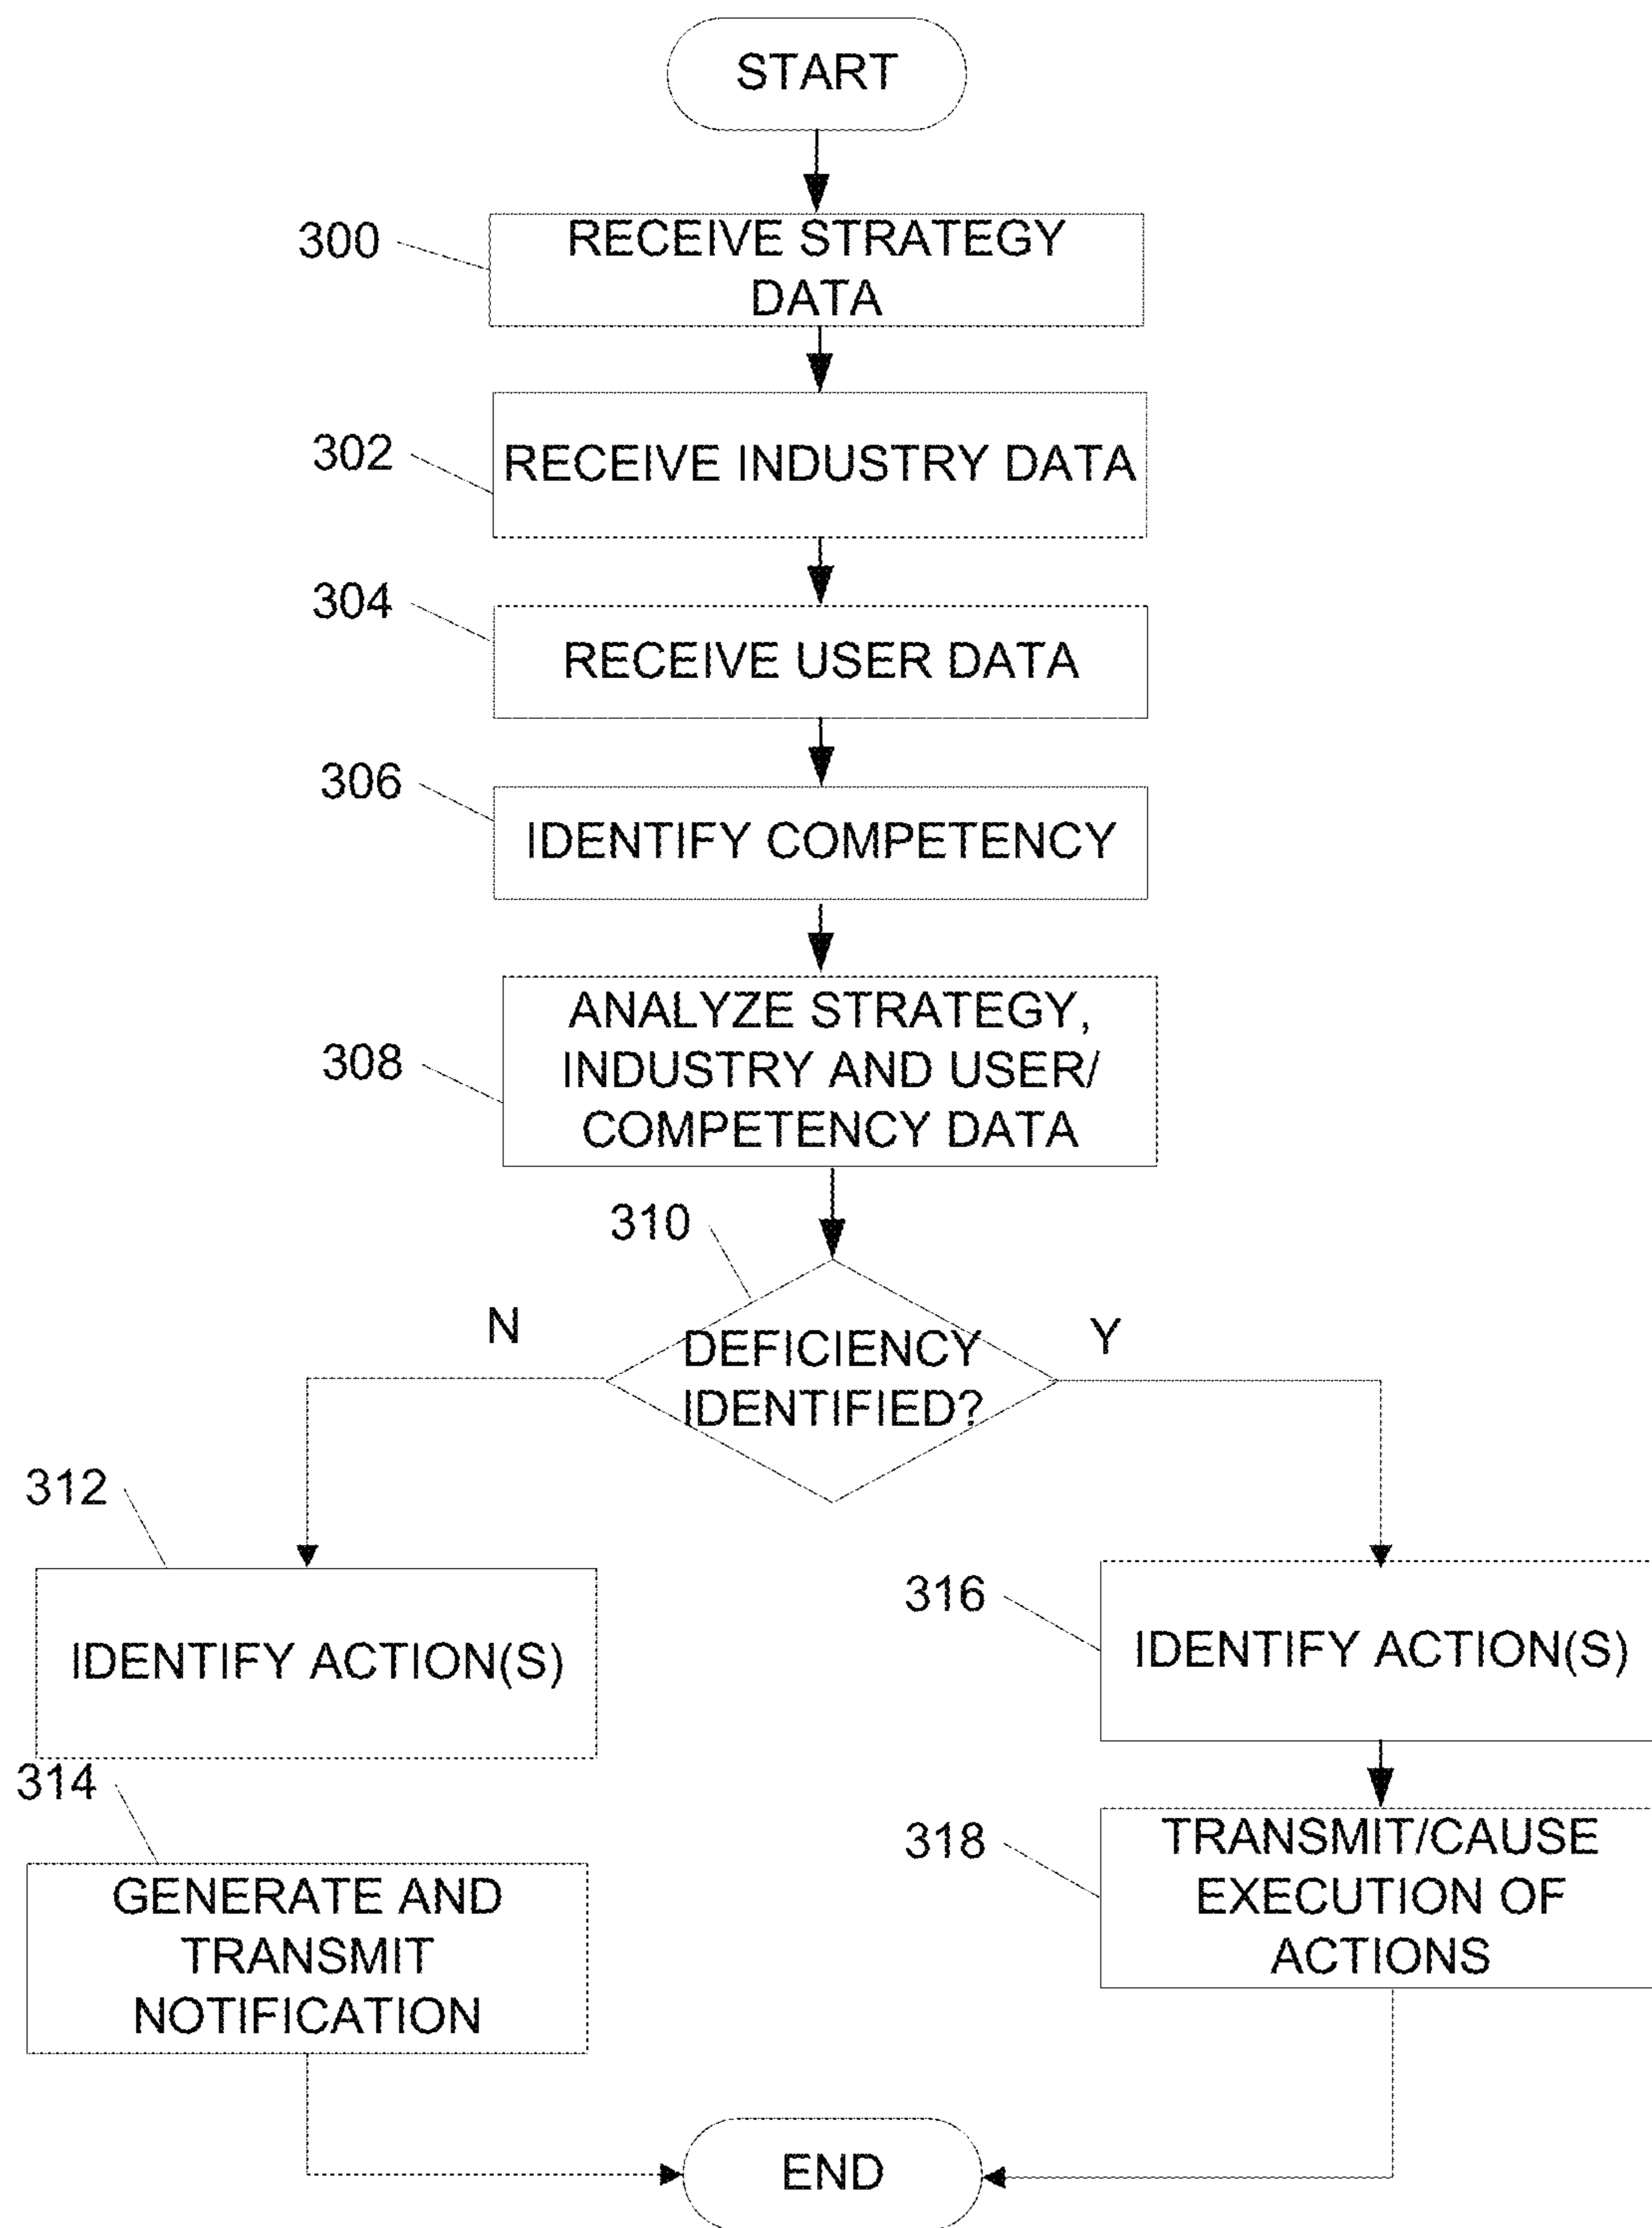 START
300
RECEIVE STRATEGY
DATA
302
RECEIVE INDUSTRY DATA
304
RECEIVE USER DATA
306
IDENTIFY COMPETENCY
308
ANALYZE STRATEGY,
INDUSTRY AND USER/
COMPETENCY DATA
310
N
DEFICIENCY
IDENTIFIED?
Y
312
IDENTIFY ACTION(S)
314
GENERATE AND
TRANSMIT
NOTIFICATION
316
IDENTIFY ACTION(S)
318
TRANSMIT/CAUSE
EXECUTION OF
ACTIONS
END